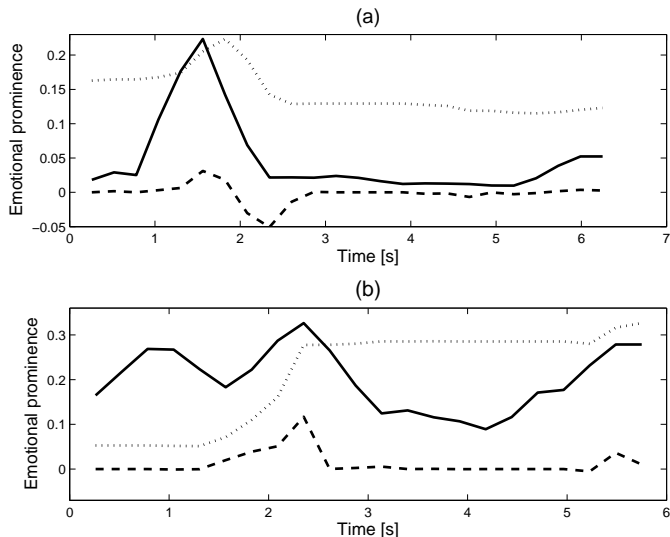 (a)
Emotional prominence
0.2
0.15
0.1
0.05
0
−0.05
0 1 2 3 4 5 6 7
Time [s]
(b)
Emotional prominence
0.3
0.2
0.1
0
0 1 2 3 4 5 6
Time [s]